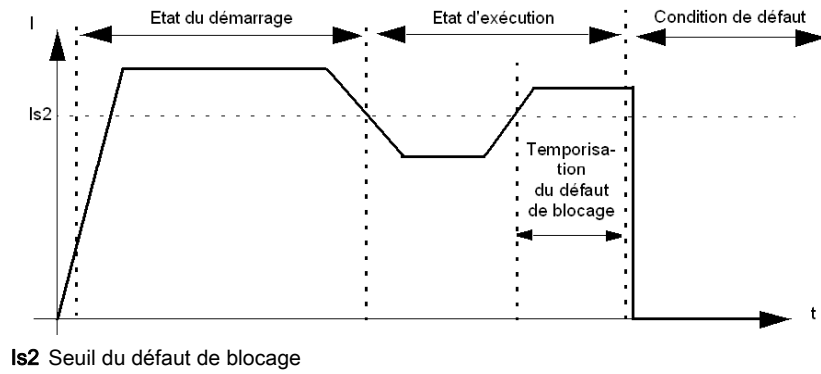 I
Etat du démarrage
Etat d'exécution
Condition de défaut
Is2
Temporisa-
tion
du défaut
de blocage
t
Is2 Seuil du défaut de blocage